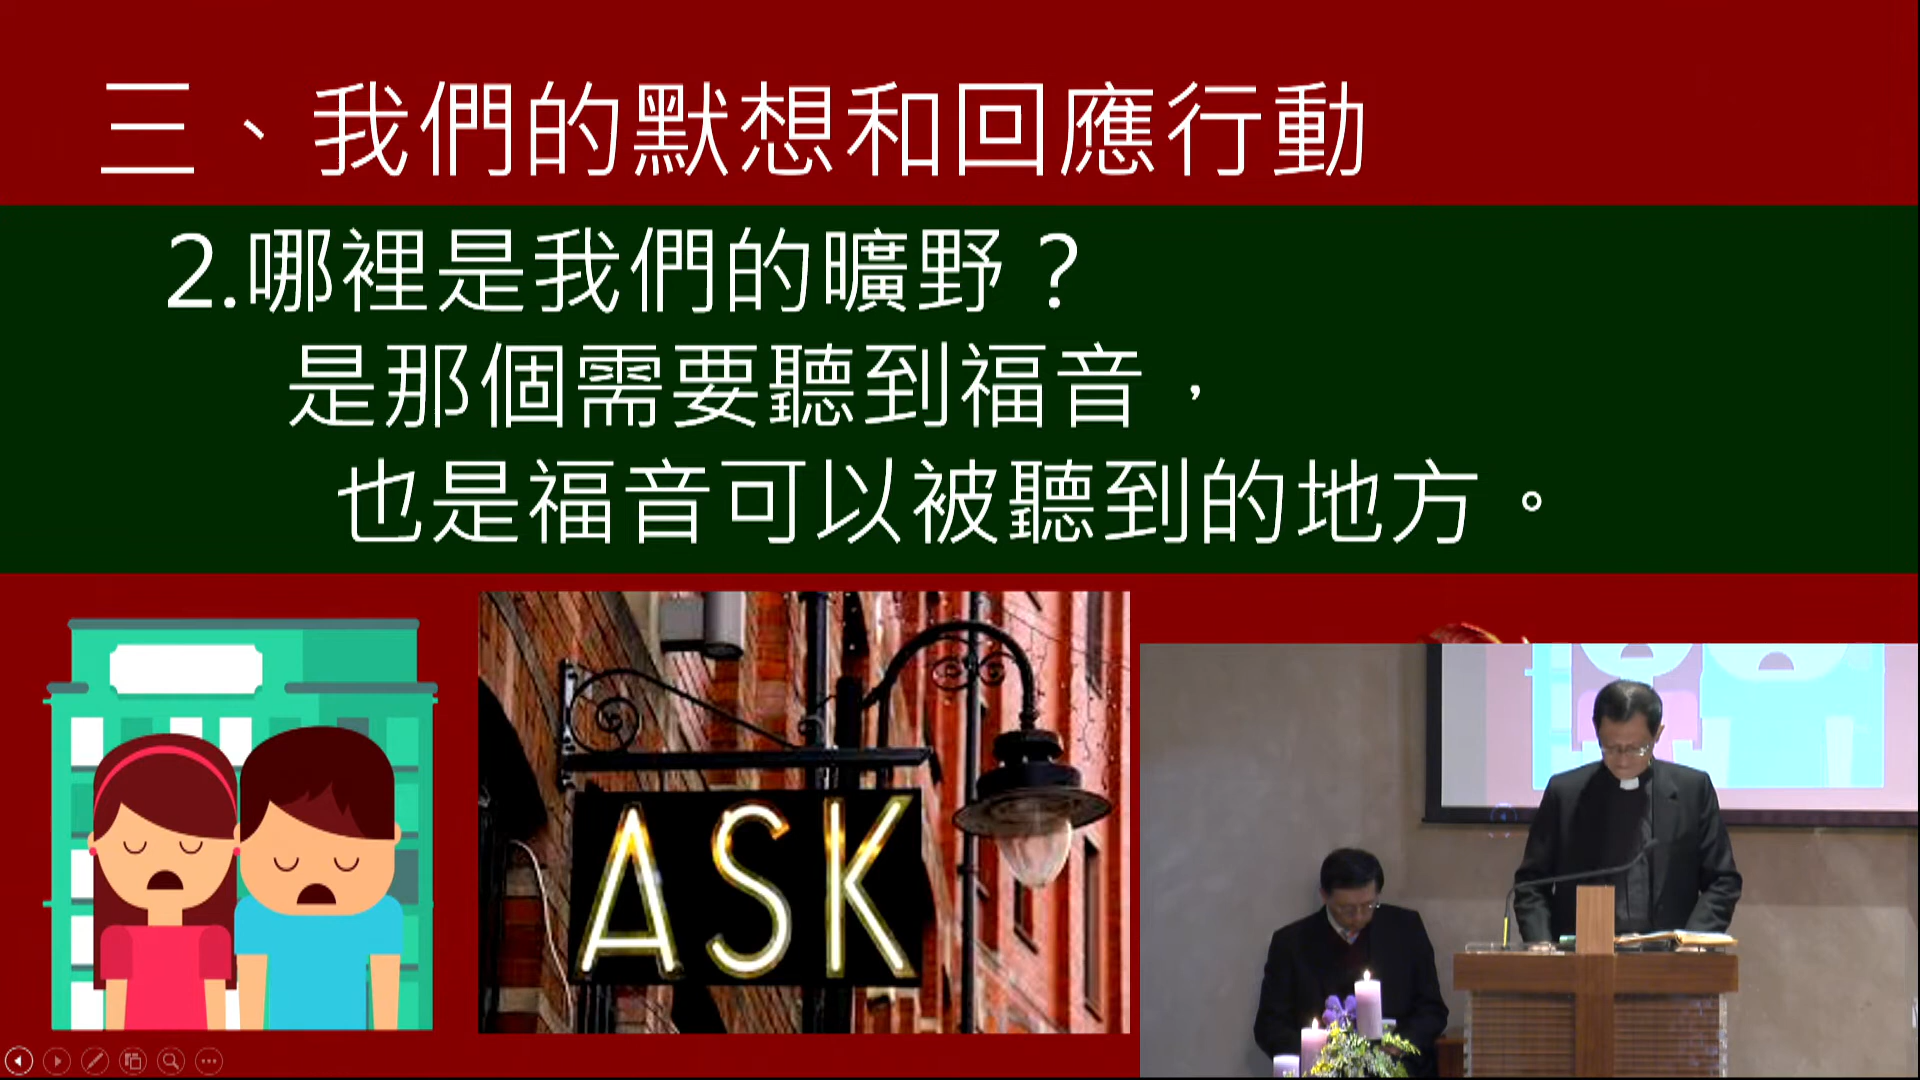 三、我們的默想和回應行動
2.哪裡是我們的曠野？
是那個需要聽到福音，
也是福音可以被聽到的地方。
ASK